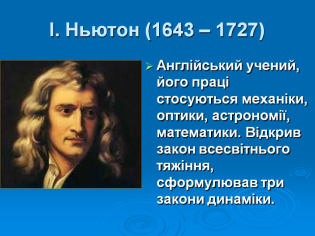 І. Ньютон (1643 – 1727)
Англійський учений,
його праці
стосуються механіки,
оптики, астрономії,
математики. Відкрив
закон всесвітнього
тяжіння,
сформулював три
закони динаміки.